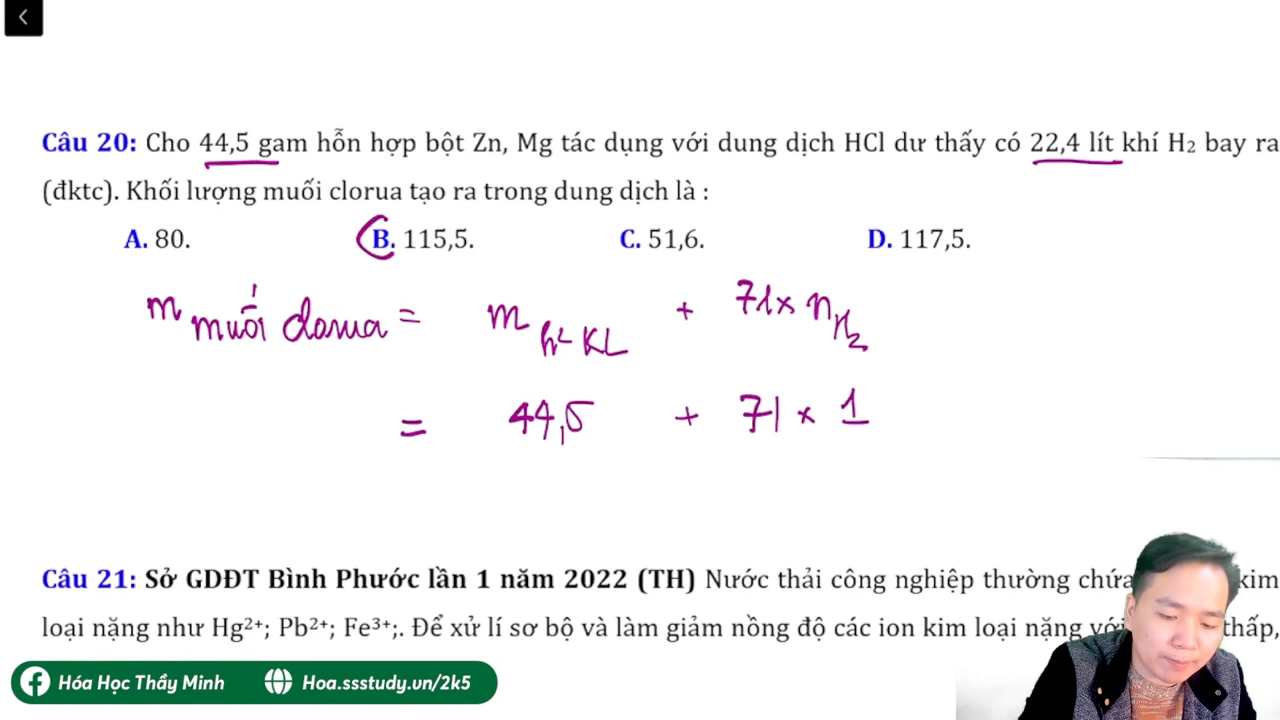 Câu 20: Cho 44,5 gam hỗn hợp bột Zn, Mg tác dụng với dung dịch HCl dư thấy có 22,4 lít khí H₂ bay ra
(đktc). Khối lượng muối clorua tạo ra trong dung dịch là :
A. 80. B. 115,5. C. 51,6. D. 117,5.
m muối clorua = m h² KL + 71 × n H₂
= 44,5 + 71 × 1
Câu 21: Sở GDĐT Bình Phước lần 1 năm 2022 (TH) Nước thải công nghiệp thường chứa kim
loại nặng như Hg²⁺; Pb²⁺; Fe³⁺;. Để xử lí sơ bộ và làm giảm nồng độ các ion kim loại nặng với thấp,
Hóa Học Thầy Minh Hoa.ssstudy.vn/2k5